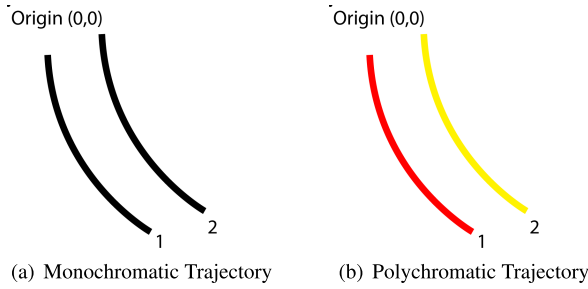 Origin (0,0)
1
2
(a) Monochromatic Trajectory
Origin (0,0)
1
2
(b) Polychromatic Trajectory